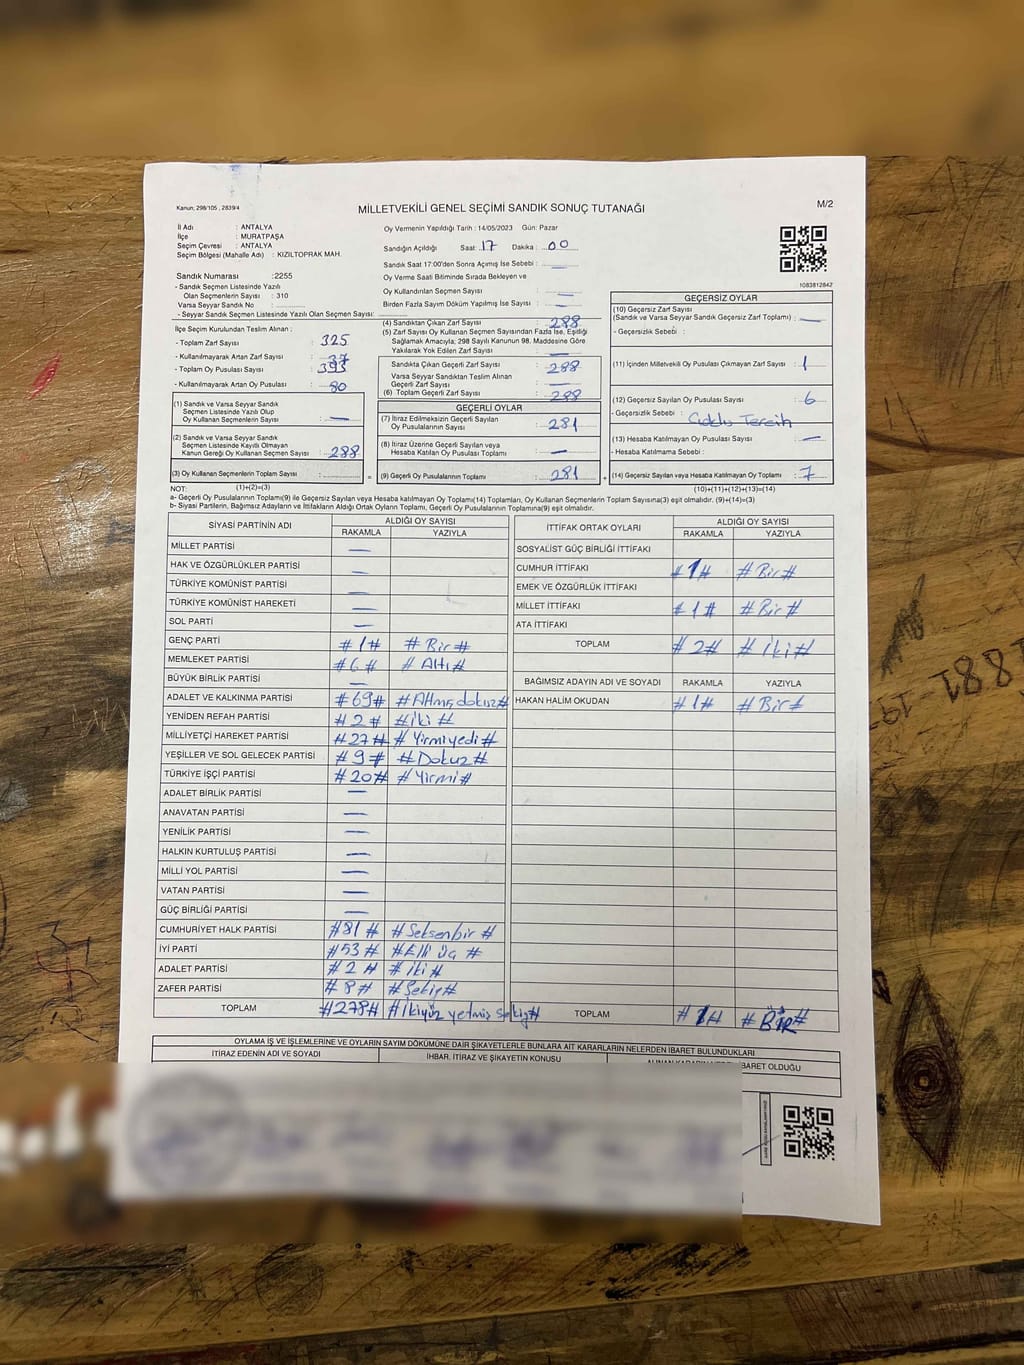 Kanun; 298/105 , 2839/4
MİLLETVEKİLİ GENEL SEÇİMİ SANDIK SONUÇ TUTANAĞI
M/2
İl Adı : ANTALYA
İlçe : MURATPAŞA
Seçim Çevresi : ANTALYA
Seçim Bölgesi (Mahalle Adı) : KIZILTOPRAK MAH.
Sandık Numarası : 2255
- Sandık Seçmen Listesinde Yazılı
Olan Seçmenlerin Sayısı : 310
Varsa Seyyar Sandık No :
- Seyyar Sandık Seçmen Listesinde Yazılı Olan Seçmen Sayısı:
Oy Vermenin Yapıldığı Tarih : 14/05/2023 Gün: Pazar
Sandığın Açıldığı Saat: 17 Dakika : 00
Sandık Saat 17:00'den Sonra Açımış İse Sebebi : —
Oy Verme Saati Bitiminde Sırada Bekleyen ve
Oy Kullandırılan Seçmen Sayısı : —
Birden Fazla Sayım Döküm Yapılmış İse Sayısı : —
1083812842
İlçe Seçim Kurulundan Teslim Alınan :
- Toplam Zarf Sayısı : 325
- Kullanılmayarak Artan Zarf Sayısı : 37
- Toplam Oy Pusulası Sayısı : 393
- Kullanılmayarak Artan Oy Pusulası : 80
(1) Sandık ve Varsa Seyyar Sandık
Seçmen Listesinde Yazılı Olup
Oy Kullanan Seçmenlerin Sayısı : —
(2) Sandık ve Varsa Seyyar Sandık
Seçmen Listesinde Kayıtlı Olmayan
Kanun Gereği Oy Kullanan Seçmen Sayısı : 288
(3) Oy Kullanan Seçmenlerin Toplam Sayısı :
(4) Sandıktan Çıkan Zarf Sayısı : 288
(5) Zarf Sayısı Oy Kullanan Seçmen Sayısından Fazla İse, Eşitliği
Sağlamak Amacıyla; 298 Sayılı Kanunun 98. Maddesine Göre
Yakılarak Yok Edilen Zarf Sayısı : —
Sandıkta Çıkan Geçerli Zarf Sayısı : 288
Varsa Seyyar Sandıktan Teslim Alınan
Geçerli Zarf Sayısı : —
(6) Toplam Geçerli Zarf Sayısı : 288
GEÇERLİ OYLAR
(7) İtiraz Edilmeksizin Geçerli Sayılan
Oy Pusulalarının Sayısı : 281
(8) İtiraz Üzerine Geçerli Sayılan veya
Hesaba Katılan Oy Pusulası Toplamı : —
= (9) Geçerli Oy Pusulalarının Toplamı : 281 +
GEÇERSİZ OYLAR
(10) Geçersiz Zarf Sayısı
(Sandık ve Varsa Seyyar Sandık Geçersiz Zarf Toplamı) : —
- Geçersizlik Sebebi :
(11) İçinden Milletvekili Oy Pusulası Çıkmayan Zarf Sayısı : 1
(12) Geçersiz Sayılan Oy Pusulası Sayısı : 6
- Geçersizlik Sebebi : Çoklu Tercih
(13) Hesaba Katılmayan Oy Pusulası Sayısı : —
- Hesaba Katılmama Sebebi :
(14) Geçersiz Sayılan veya Hesaba Katılmayan Oy Toplamı : 7
NOT: (1)+(2)=(3)
(10)+(11)+(12)+(13)=(14)
a- Geçerli Oy Pusulalarının Toplamı(9) ile Geçersiz Sayılan veya Hesaba katılmayan Oy Toplamı(14) Toplamları, Oy Kullanan Seçmenlerin Toplam Sayısına(3) eşit olmalıdır. (9)+(14)=(3)
b- Siyasi Partilerin, Bağımsız Adayların ve İttifakların Aldığı Ortak Oyların Toplamı, Geçerli Oy Pusulalarının Toplamına(9) eşit olmalıdır.
SİYASİ PARTİNİN ADI ALDIĞI OY SAYISI
RAKAMLA YAZIYLA
MİLLET PARTİSİ —
HAK VE ÖZGÜRLÜKLER PARTİSİ —
TÜRKİYE KOMÜNİST PARTİSİ —
TÜRKİYE KOMÜNİST HAREKETİ —
SOL PARTİ —
GENÇ PARTİ #1# #Bir#
MEMLEKET PARTİSİ #6# #Altı#
BÜYÜK BİRLİK PARTİSİ —
ADALET VE KALKINMA PARTİSİ #69# #Altmışdokuz#
YENİDEN REFAH PARTİSİ #2# #iki#
MİLLİYETÇİ HAREKET PARTİSİ #27# #Yirmiyedi#
YEŞİLLER VE SOL GELECEK PARTİSİ #9# #Dokuz#
TÜRKİYE İŞÇİ PARTİSİ #20# #Yirmi#
ADALET BİRLİK PARTİSİ —
ANAVATAN PARTİSİ —
YENİLİK PARTİSİ —
HALKIN KURTULUŞ PARTİSİ —
MİLLİ YOL PARTİSİ —
VATAN PARTİSİ —
GÜÇ BİRLİĞİ PARTİSİ —
CUMHURİYET HALK PARTİSİ #81# #Seksenbir#
İYİ PARTİ #53# #Elli üç#
ADALET PARTİSİ #2# #iki#
ZAFER PARTİSİ #8# #Sekiz#
TOPLAM #278# #İkiyüz yetmiş sekiz#
İTTİFAK ORTAK OYLARI ALDIĞI OY SAYISI
RAKAMLA YAZIYLA
SOSYALİST GÜÇ BİRLİĞİ İTTİFAKI
CUMHUR İTTİFAKI #1# #Bir#
EMEK VE ÖZGÜRLÜK İTTİFAKI
MİLLET İTTİFAKI #1# #Bir#
ATA İTTİFAKI
TOPLAM #2# #iki#
BAĞIMSIZ ADAYIN ADI VE SOYADI RAKAMLA YAZIYLA
HAKAN HALİM OKUDAN #1# #Bir#
TOPLAM #1# #BİR#
OYLAMA İŞ VE İŞLEMLERİNE VE OYLARIN SAYIM DÖKÜMÜNE DAİR ŞİKAYETLERLE BUNLARA AİT KARARLARIN NELERDEN İBARET BULUNDUKLARI
İTİRAZ EDENİN ADI VE SOYADI
İHBAR, İTİRAZ VE ŞİKAYETİN KONUSU
İBARET OLDUĞU